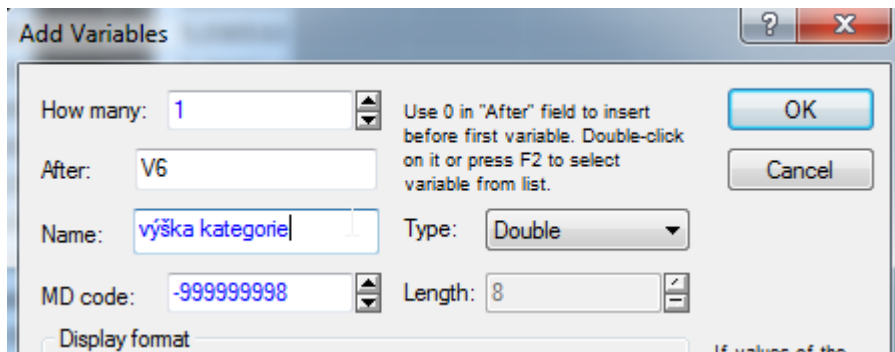 Add Variables
How many: 1
Use 0 in "After" field to insert
before first variable. Double-click
on it or press F2 to select
variable from list.
OK
After: V6
Cancel
Name: výška kategorie
Type: Double
MD code: -999999998
Length: 8
Display format
If values of the